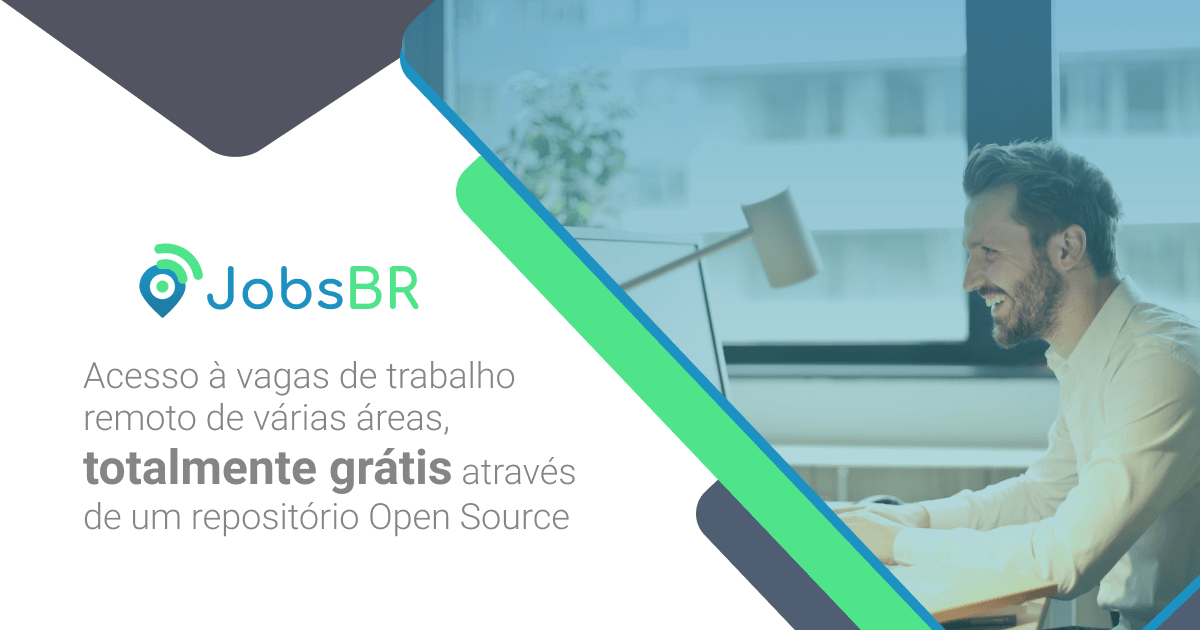 JobsBR
Acesso à vagas de trabalho
remoto de várias áreas,
totalmente grátis através
de um repositório Open Source